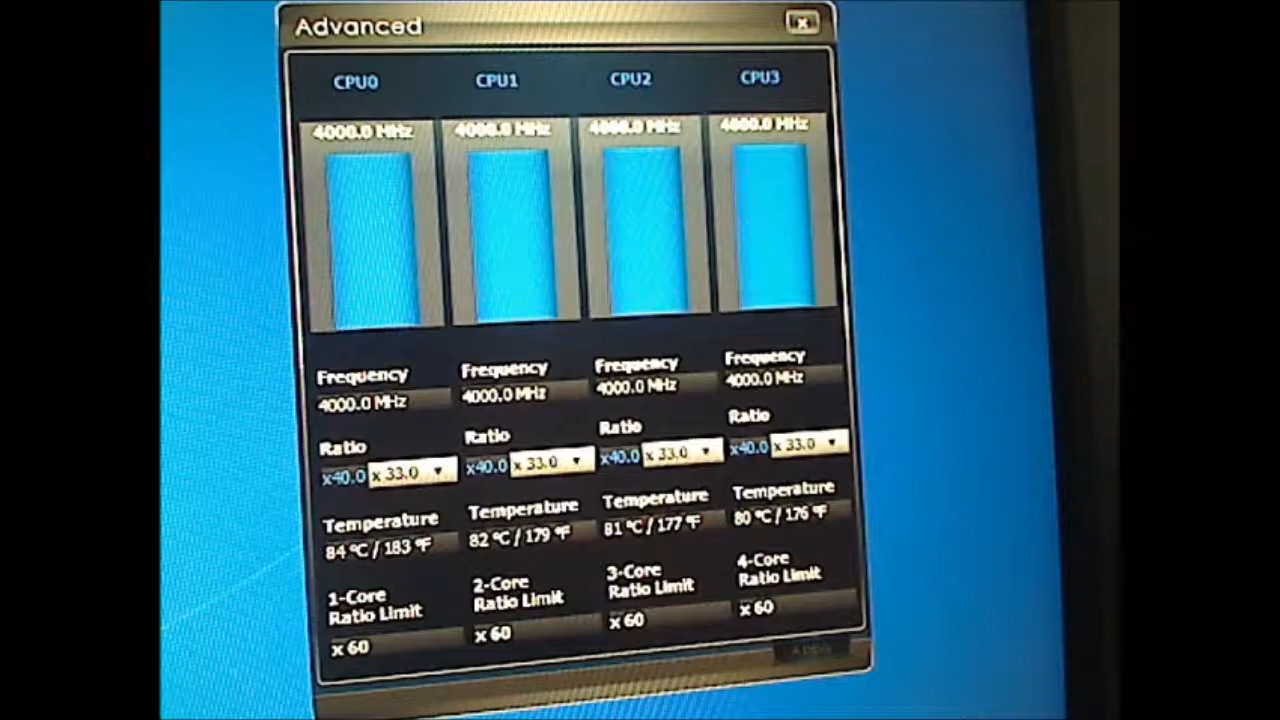 Advanced
CPU0 CPU1 CPU2 CPU3
4000.0 MHz 4000.0 MHz 4000.0 MHz 4000.0 MHz
Frequency Frequency Frequency Frequency
4000.0 MHz 4000.0 MHz 4000.0 MHz 4000.0 MHz
Ratio Ratio Ratio Ratio
x40.0 x 33.0 x40.0 x 33.0 x40.0 x 33.0 x40.0 x 33.0
Temperature Temperature Temperature Temperature
84 °C / 183 °F 82 °C / 179 °F 81 °C / 177 °F 80 °C / 176 °F
1-Core 2-Core 3-Core 4-Core
Ratio Limit Ratio Limit Ratio Limit Ratio Limit
x 60 x 60 x 60 x 60